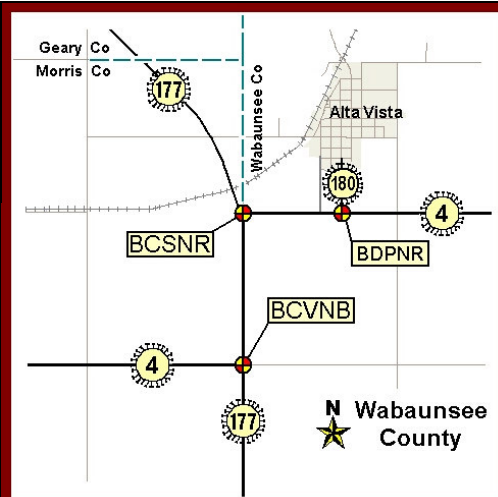 Geary Co
Morris Co
177
Wabaunsee Co
Alta Vista
180
4
BCSNR
BDPNR
BCVNB
4
177
N Wabaunsee
County